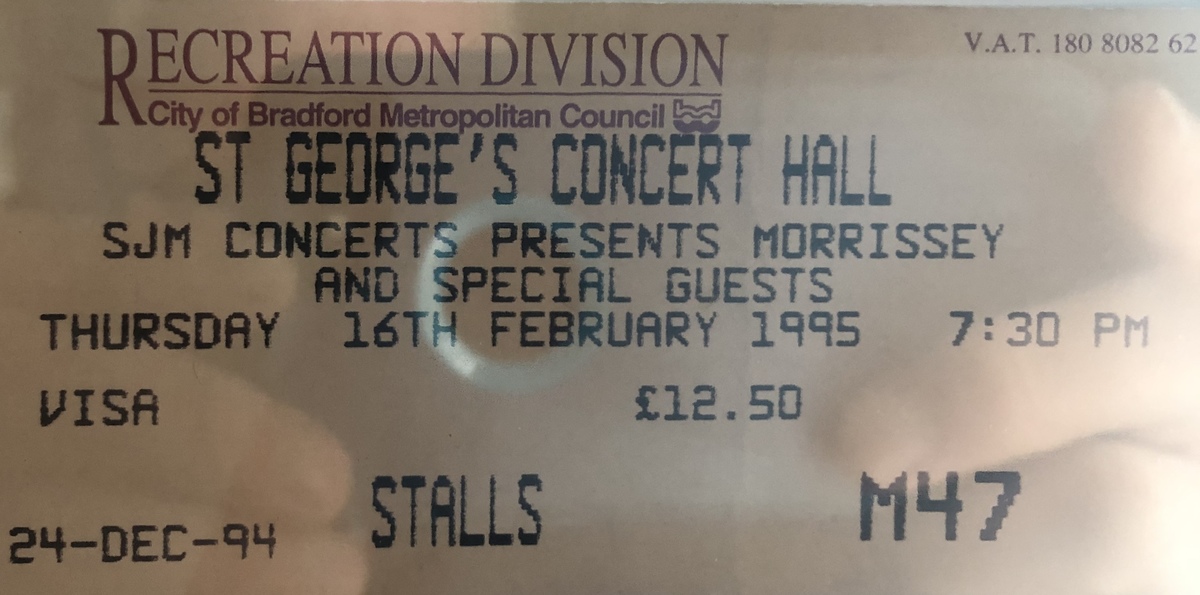 RECREATION DIVISION
V.A.T. 180 8082 62
City of Bradford Metropolitan Council
ST GEORGE'S CONCERT HALL
SJM CONCERTS PRESENTS MORRISSEY
AND SPECIAL GUESTS
THURSDAY 16TH FEBRUARY 1995 7:30 PM
VISA £12.50
STALLS M47
24-DEC-94